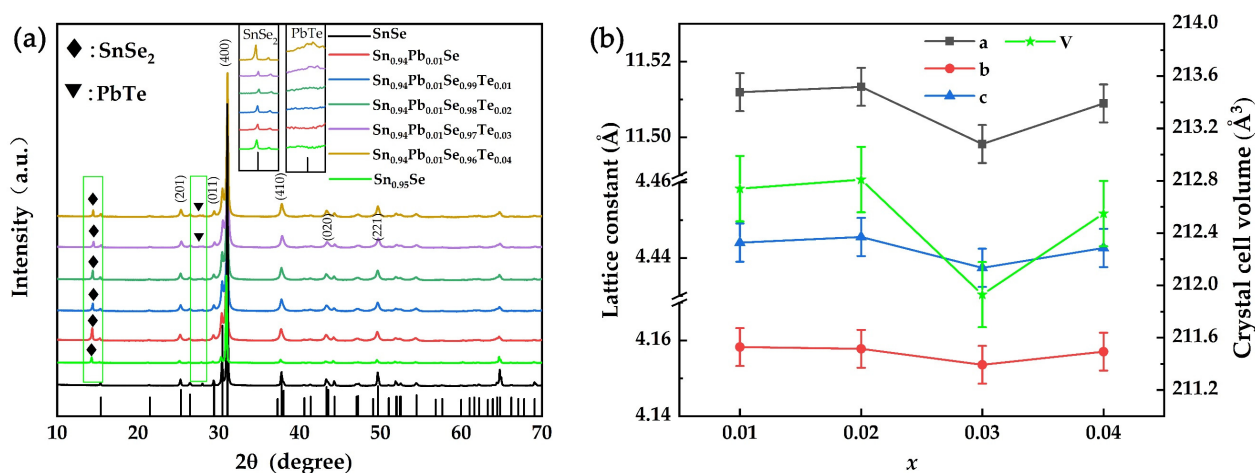 (a)
◆ : SnSe₂
▼ : PbTe
SnSe₂
PbTe
SnSe
Sn₀.₉₄Pb₀.₀₁Se
Sn₀.₉₄Pb₀.₀₁Se₀.₉₉Te₀.₀₁
Sn₀.₉₄Pb₀.₀₁Se₀.₉₈Te₀.₀₂
Sn₀.₉₄Pb₀.₀₁Se₀.₉₇Te₀.₀₃
Sn₀.₉₄Pb₀.₀₁Se₀.₉₆Te₀.₀₄
Sn₀.₉₅Se
(400)
(201)
(011)
(410)
(020)
(221)
Intensity (a.u.)
10 20 30 40 50 60 70
2θ (degree)
(b)
a
b
c
V
11.52
11.50
4.46
4.44
4.16
4.14
Lattice constant (Å)
214.0
213.6
213.2
212.8
212.4
212.0
211.6
211.2
Crystal cell volume (Å³)
0.01 0.02 0.03 0.04
x